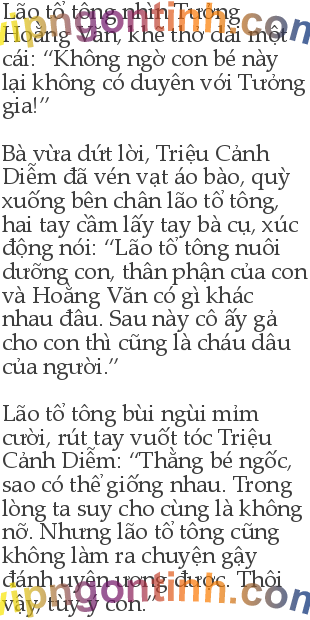 Lão tổ tông nhìn Tưởng
Hoằng Văn, khẽ thở dài một
cái: “Không ngờ con bé này
lại không có duyên với Tưởng
gia!”
Bà vừa dứt lời, Triệu Cảnh
Diễm đã vén vạt áo bào, quỳ
xuống bên chân lão tổ tông,
hai tay cầm lấy tay bà cụ, xúc
động nói: “Lão tổ tông nuôi
dưỡng con, thân phận của con
và Hoằng Văn có gì khác
nhau đâu. Sau này cô ấy gả
cho con thì cũng là cháu dâu
của người.”
Lão tổ tông bùi ngùi mỉm
cười, rút tay vuốt tóc Triệu
Cảnh Diễm: “Thằng bé ngốc,
sao có thể giống nhau. Trong
lòng ta suy cho cùng là không
nỡ. Nhưng lão tổ tông cũng
không làm ra chuyện gậy
đánh uyên ương được. Thôi
vậy, tùy ý con.”
vipngontinh.com
vipngontinh.com